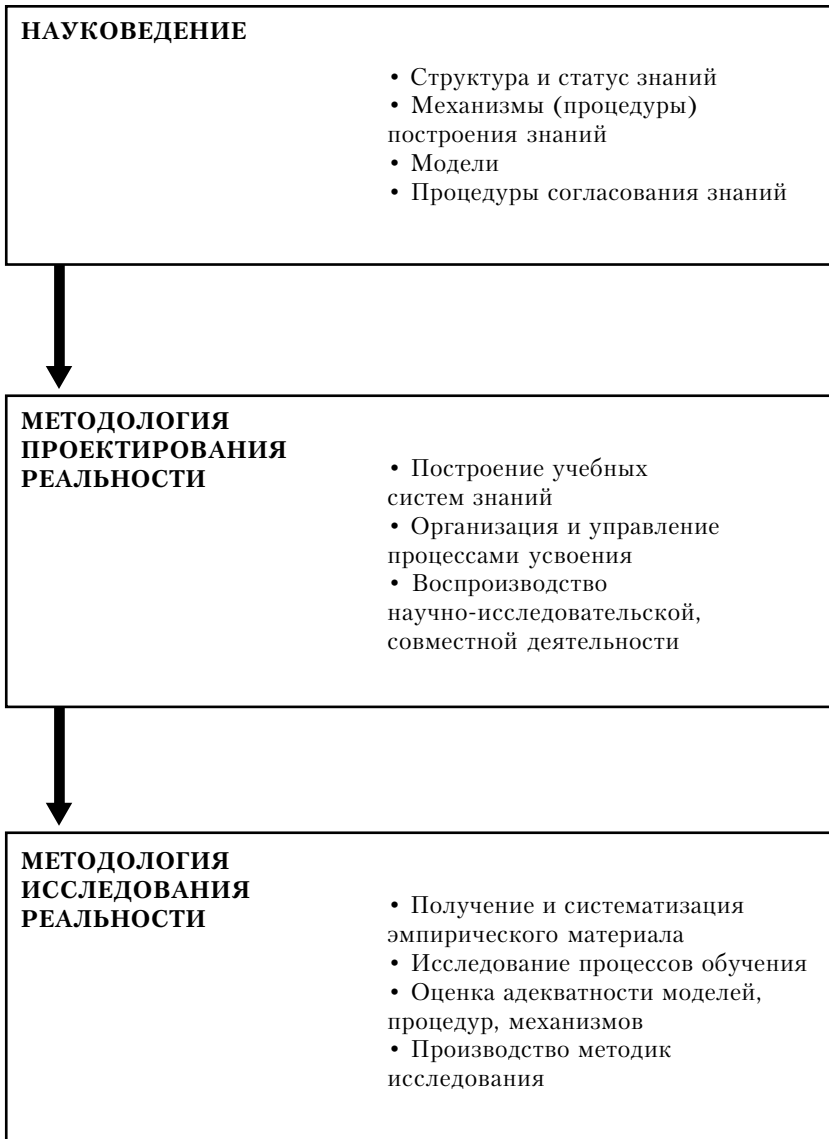 НАУКОВЕДЕНИЕ
• Структура и статус знаний
• Механизмы (процедуры)
построения знаний
• Модели
• Процедуры согласования знаний
МЕТОДОЛОГИЯ
ПРОЕКТИРОВАНИЯ
РЕАЛЬНОСТИ
• Построение учебных
систем знаний
• Организация и управление
процессами усвоения
• Воспроизводство
научно-исследовательской,
совместной деятельности
МЕТОДОЛОГИЯ
ИССЛЕДОВАНИЯ
РЕАЛЬНОСТИ
• Получение и систематизация
эмпирического материала
• Исследование процессов обучения
• Оценка адекватности моделей,
процедур, механизмов
• Производство методик
исследования